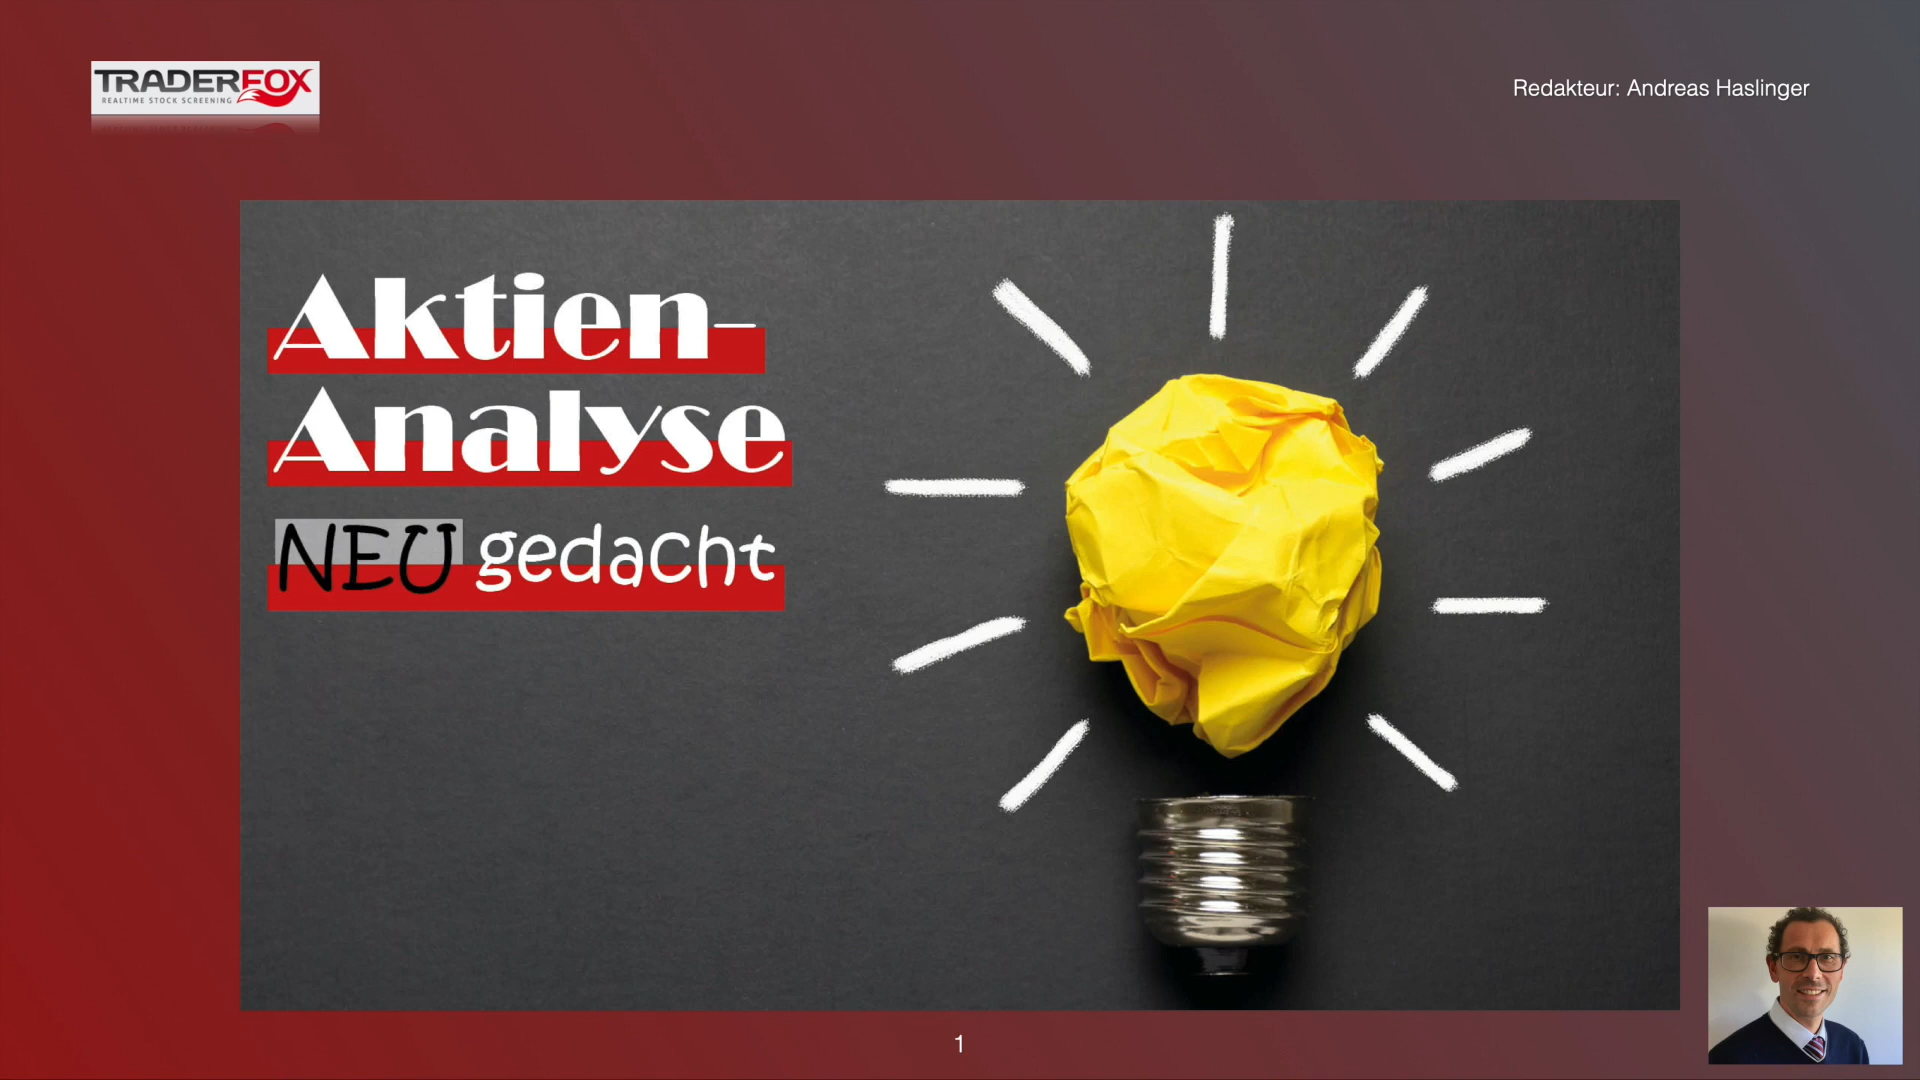 TRADERFOX
REALTIME STOCK SCREENING
Redakteur: Andreas Haslinger
Aktien-
Analyse
NEU gedacht
1